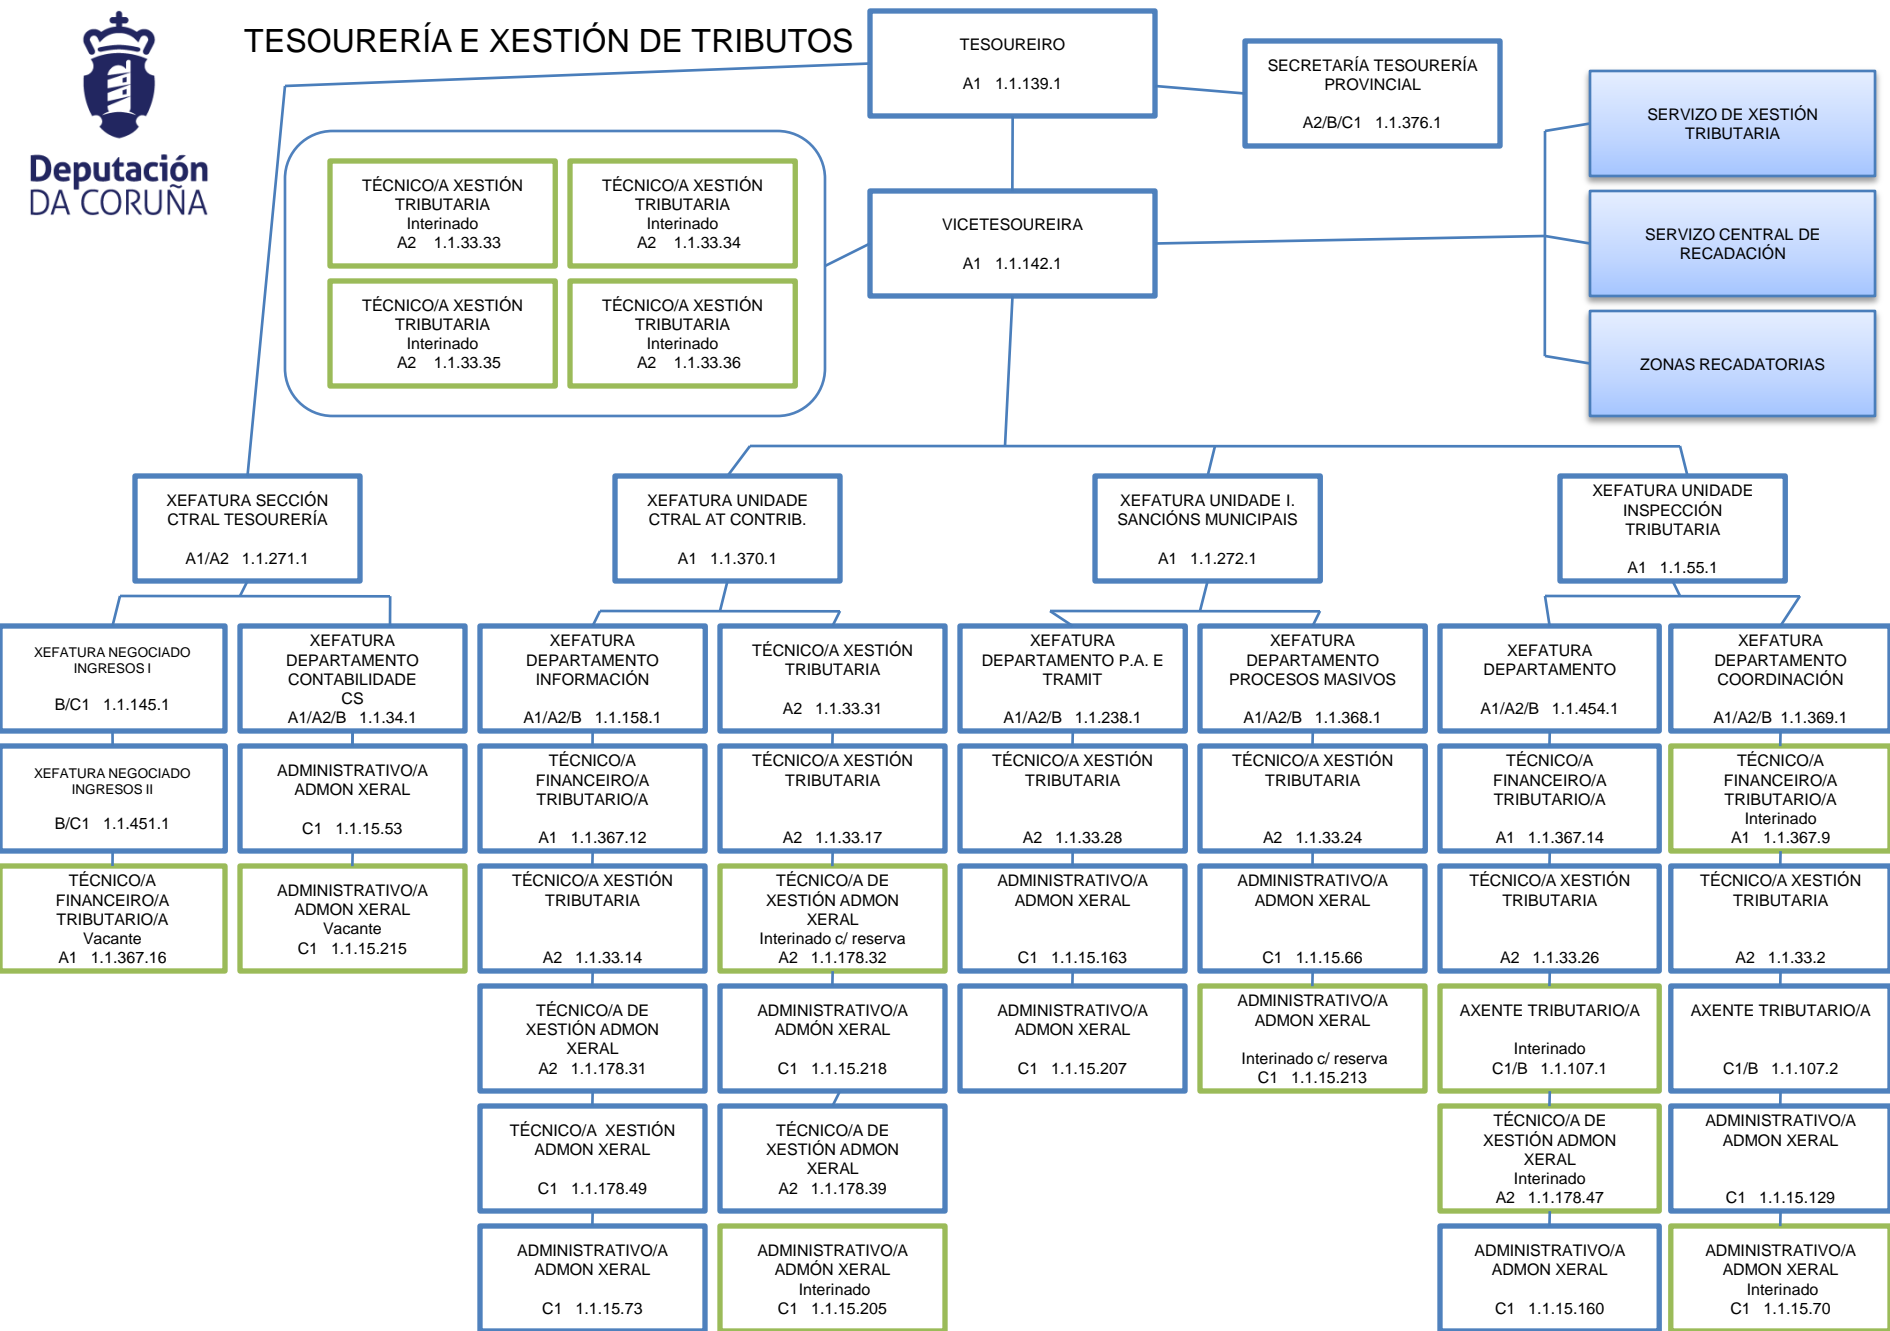 Deputación
DA CORUÑA
TESOURERÍA E XESTIÓN DE TRIBUTOS
TESOUREIRO
A1 1.1.139.1
SECRETARÍA TESOURERÍA
PROVINCIAL
A2/B/C1 1.1.376.1
SERVIZO DE XESTIÓN
TRIBUTARIA
SERVIZO CENTRAL DE
RECADACIÓN
ZONAS RECADATORIAS
TÉCNICO/A XESTIÓN
TRIBUTARIA
Interinado
A2 1.1.33.33
TÉCNICO/A XESTIÓN
TRIBUTARIA
Interinado
A2 1.1.33.34
TÉCNICO/A XESTIÓN
TRIBUTARIA
Interinado
A2 1.1.33.35
TÉCNICO/A XESTIÓN
TRIBUTARIA
Interinado
A2 1.1.33.36
VICETESOUREIRA
A1 1.1.142.1
XEFATURA SECCIÓN
CTRAL TESOURERÍA
A1/A2 1.1.271.1
XEFATURA UNIDADE
CTRAL AT CONTRIB.
A1 1.1.370.1
XEFATURA UNIDADE I.
SANCIÓNS MUNICIPAIS
A1 1.1.272.1
XEFATURA UNIDADE
INSPECCIÓN
TRIBUTARIA
A1 1.1.55.1
XEFATURA NEGOCIADO
INGRESOS I
B/C1 1.1.145.1
XEFATURA
DEPARTAMENTO
CONTABILIDADE
CS
A1/A2/B 1.1.34.1
XEFATURA
DEPARTAMENTO
INFORMACIÓN
A1/A2/B 1.1.158.1
TÉCNICO/A XESTIÓN
TRIBUTARIA
A2 1.1.33.31
XEFATURA
DEPARTAMENTO P.A. E
TRAMIT
A1/A2/B 1.1.238.1
XEFATURA
DEPARTAMENTO
PROCESOS MASIVOS
A1/A2/B 1.1.368.1
XEFATURA
DEPARTAMENTO
A1/A2/B 1.1.454.1
XEFATURA
DEPARTAMENTO
COORDINACIÓN
A1/A2/B 1.1.369.1
XEFATURA NEGOCIADO
INGRESOS II
B/C1 1.1.451.1
ADMINISTRATIVO/A
ADMON XERAL
C1 1.1.15.53
TÉCNICO/A
FINANCEIRO/A
TRIBUTARIO/A
A1 1.1.367.12
TÉCNICO/A XESTIÓN
TRIBUTARIA
A2 1.1.33.17
TÉCNICO/A XESTIÓN
TRIBUTARIA
A2 1.1.33.28
TÉCNICO/A XESTIÓN
TRIBUTARIA
A2 1.1.33.24
TÉCNICO/A
FINANCEIRO/A
TRIBUTARIO/A
A1 1.1.367.14
TÉCNICO/A
FINANCEIRO/A
TRIBUTARIO/A
Interinado
A1 1.1.367.9
TÉCNICO/A
FINANCEIRO/A
TRIBUTARIO/A
Vacante
A1 1.1.367.16
ADMINISTRATIVO/A
ADMON XERAL
Vacante
C1 1.1.15.215
TÉCNICO/A XESTIÓN
TRIBUTARIA
A2 1.1.33.14
TÉCNICO/A DE
XESTIÓN ADMON
XERAL
Interinado c/ reserva
A2 1.1.178.32
ADMINISTRATIVO/A
ADMON XERAL
C1 1.1.15.163
ADMINISTRATIVO/A
ADMON XERAL
C1 1.1.15.66
TÉCNICO/A XESTIÓN
TRIBUTARIA
A2 1.1.33.26
TÉCNICO/A XESTIÓN
TRIBUTARIA
A2 1.1.33.2
TÉCNICO/A DE
XESTIÓN ADMON
XERAL
A2 1.1.178.31
ADMINISTRATIVO/A
ADMÓN XERAL
C1 1.1.15.218
ADMINISTRATIVO/A
ADMON XERAL
C1 1.1.15.207
ADMINISTRATIVO/A
ADMON XERAL
Interinado c/ reserva
C1 1.1.15.213
AXENTE TRIBUTARIO/A
Interinado
C1/B 1.1.107.1
AXENTE TRIBUTARIO/A
C1/B 1.1.107.2
TÉCNICO/A XESTIÓN
ADMON XERAL
C1 1.1.178.49
TÉCNICO/A DE
XESTIÓN ADMON
XERAL
A2 1.1.178.39
TÉCNICO/A DE
XESTIÓN ADMON
XERAL
Interinado
A2 1.1.178.47
ADMINISTRATIVO/A
ADMON XERAL
C1 1.1.15.129
ADMINISTRATIVO/A
ADMON XERAL
C1 1.1.15.73
ADMINISTRATIVO/A
ADMÓN XERAL
Interinado
C1 1.1.15.205
ADMINISTRATIVO/A
ADMON XERAL
C1 1.1.15.160
ADMINISTRATIVO/A
ADMON XERAL
Interinado
C1 1.1.15.70